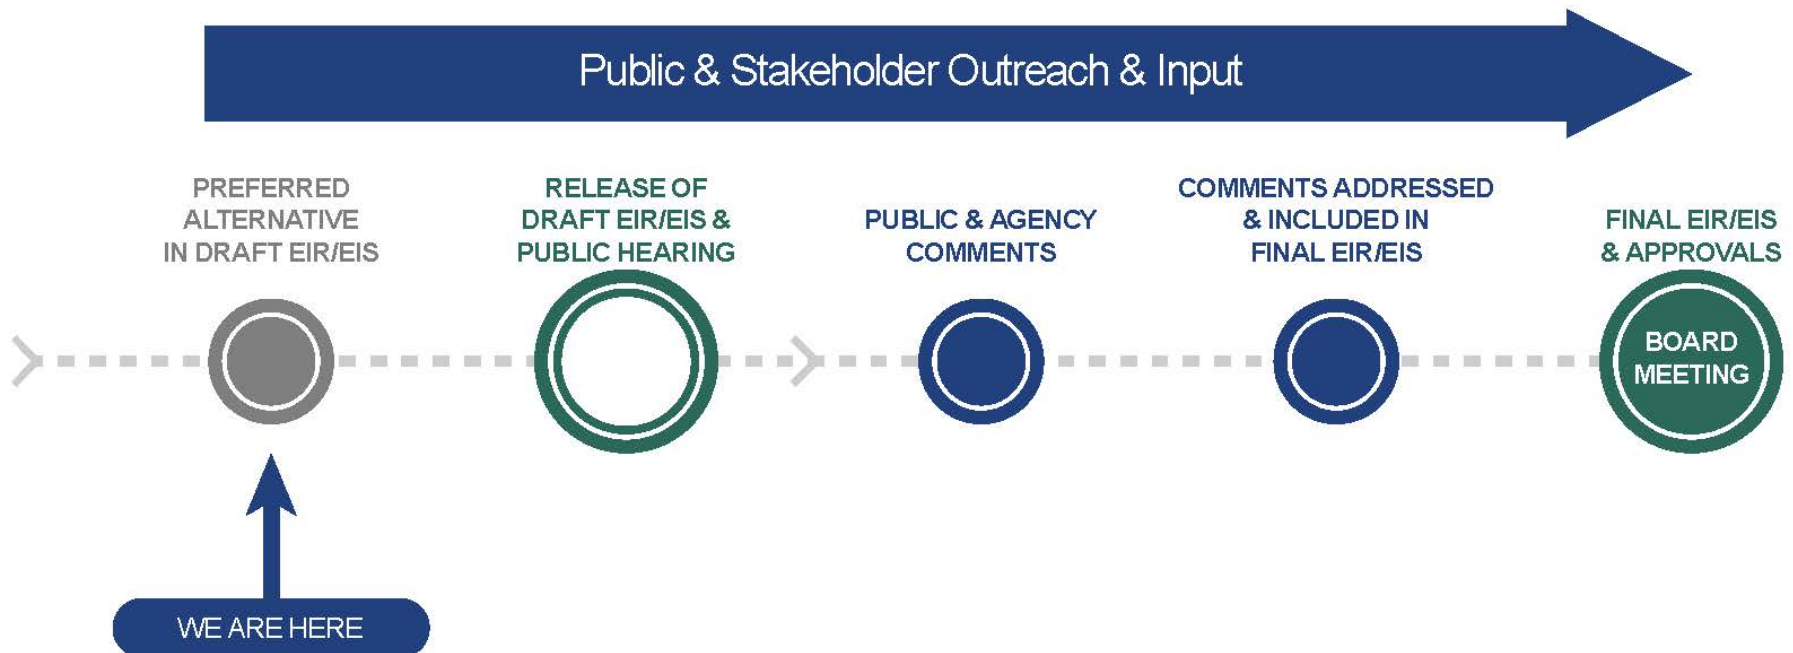 Public & Stakeholder Outreach & Input
PREFERRED
ALTERNATIVE
IN DRAFT EIR/EIS
RELEASE OF
DRAFT EIR/EIS &
PUBLIC HEARING
PUBLIC & AGENCY
COMMENTS
COMMENTS ADDRESSED
& INCLUDED IN
FINAL EIR/EIS
FINAL EIR/EIS
& APPROVALS
BOARD
MEETING
WE ARE HERE